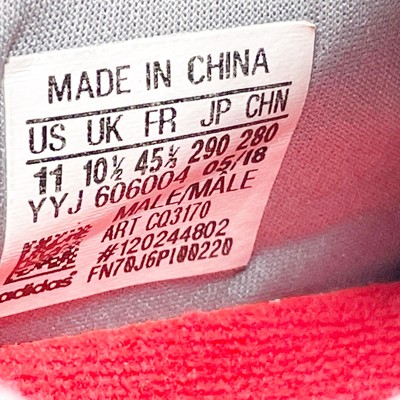 MADE IN CHINA
US UK FR JP CHN
11 10½ 45⅓ 290 280
YYJ 606004 05/18
MALE/MÂLE
ART CQ3170
#120244802
FN70J6PI00220
adidas